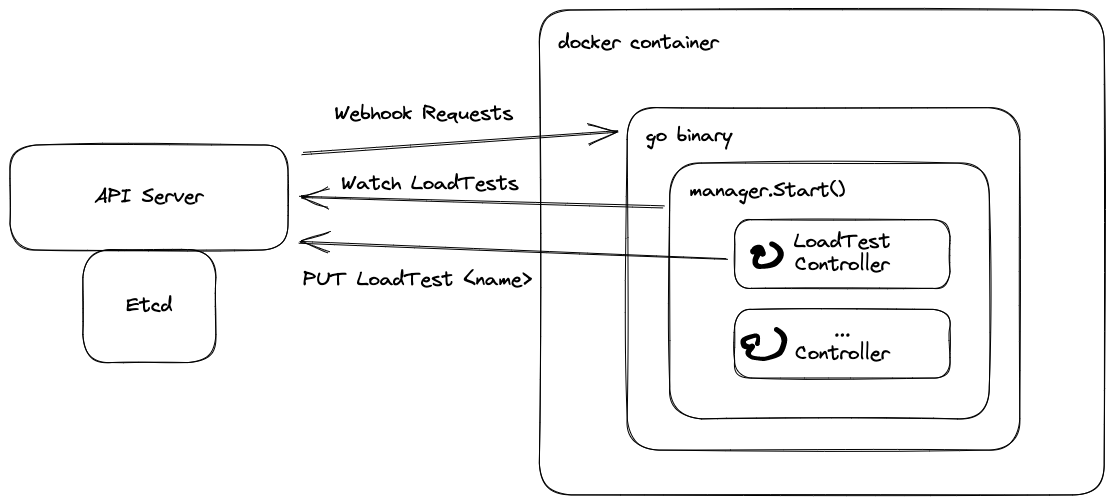 docker container
Webhook Requests
go binary
API Server
Watch LoadTests
manager.Start()
LoadTest
Controller
PUT LoadTest <name>
Etcd
...
Controller